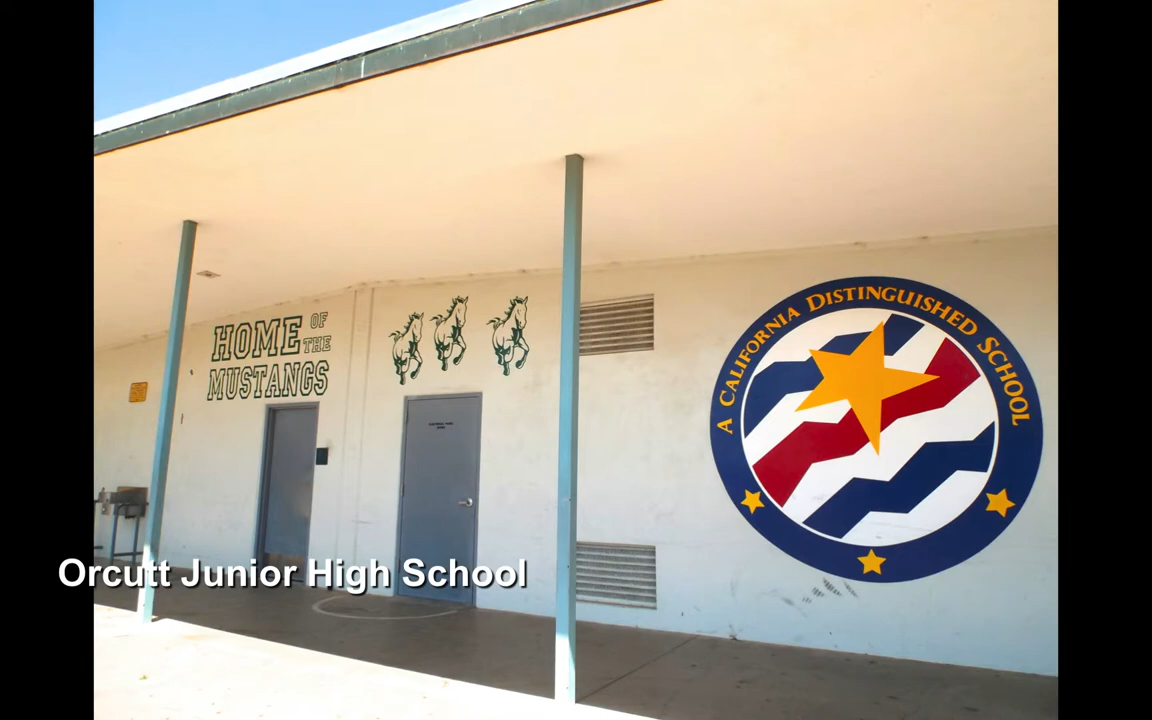 HOME OF
THE
MUSTANGS
A CALIFORNIA DISTINGUISHED SCHOOL
Orcutt Junior High School